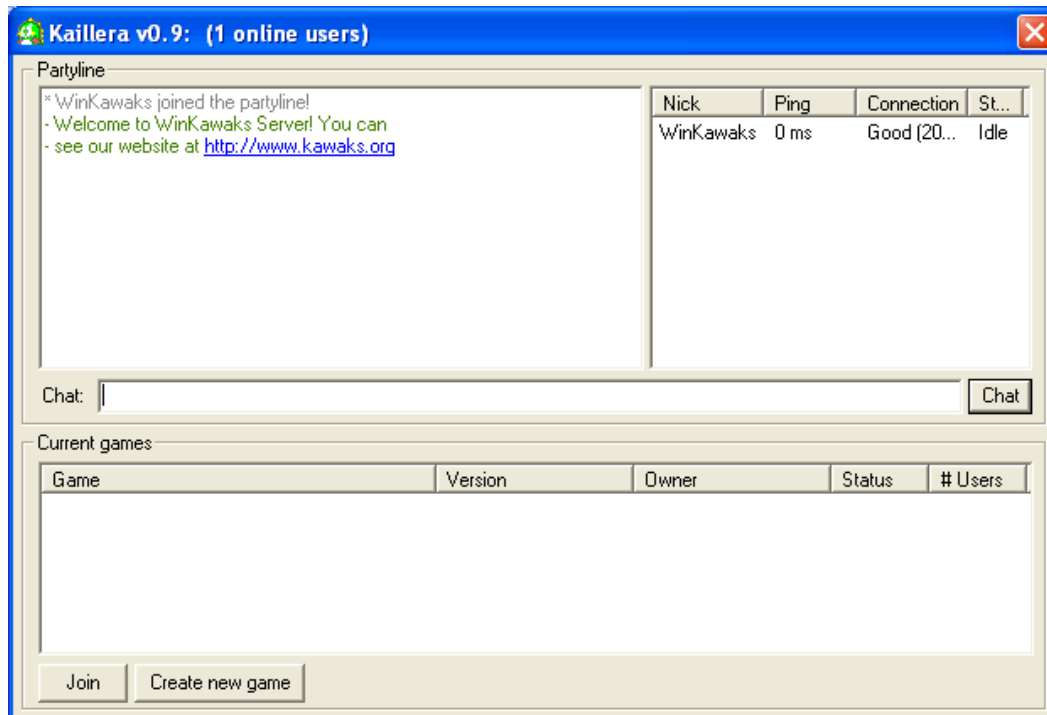 Kaillera v0.9: (1 online users)
Partyline
* WinKawaks joined the partyline!
- Welcome to WinKawaks Server! You can
- see our website at http://www.kawaks.org
Nick Ping Connection St...
WinKawaks 0 ms Good (20... Idle
Chat: Chat
Current games
Game Version Owner Status # Users
Join Create new game